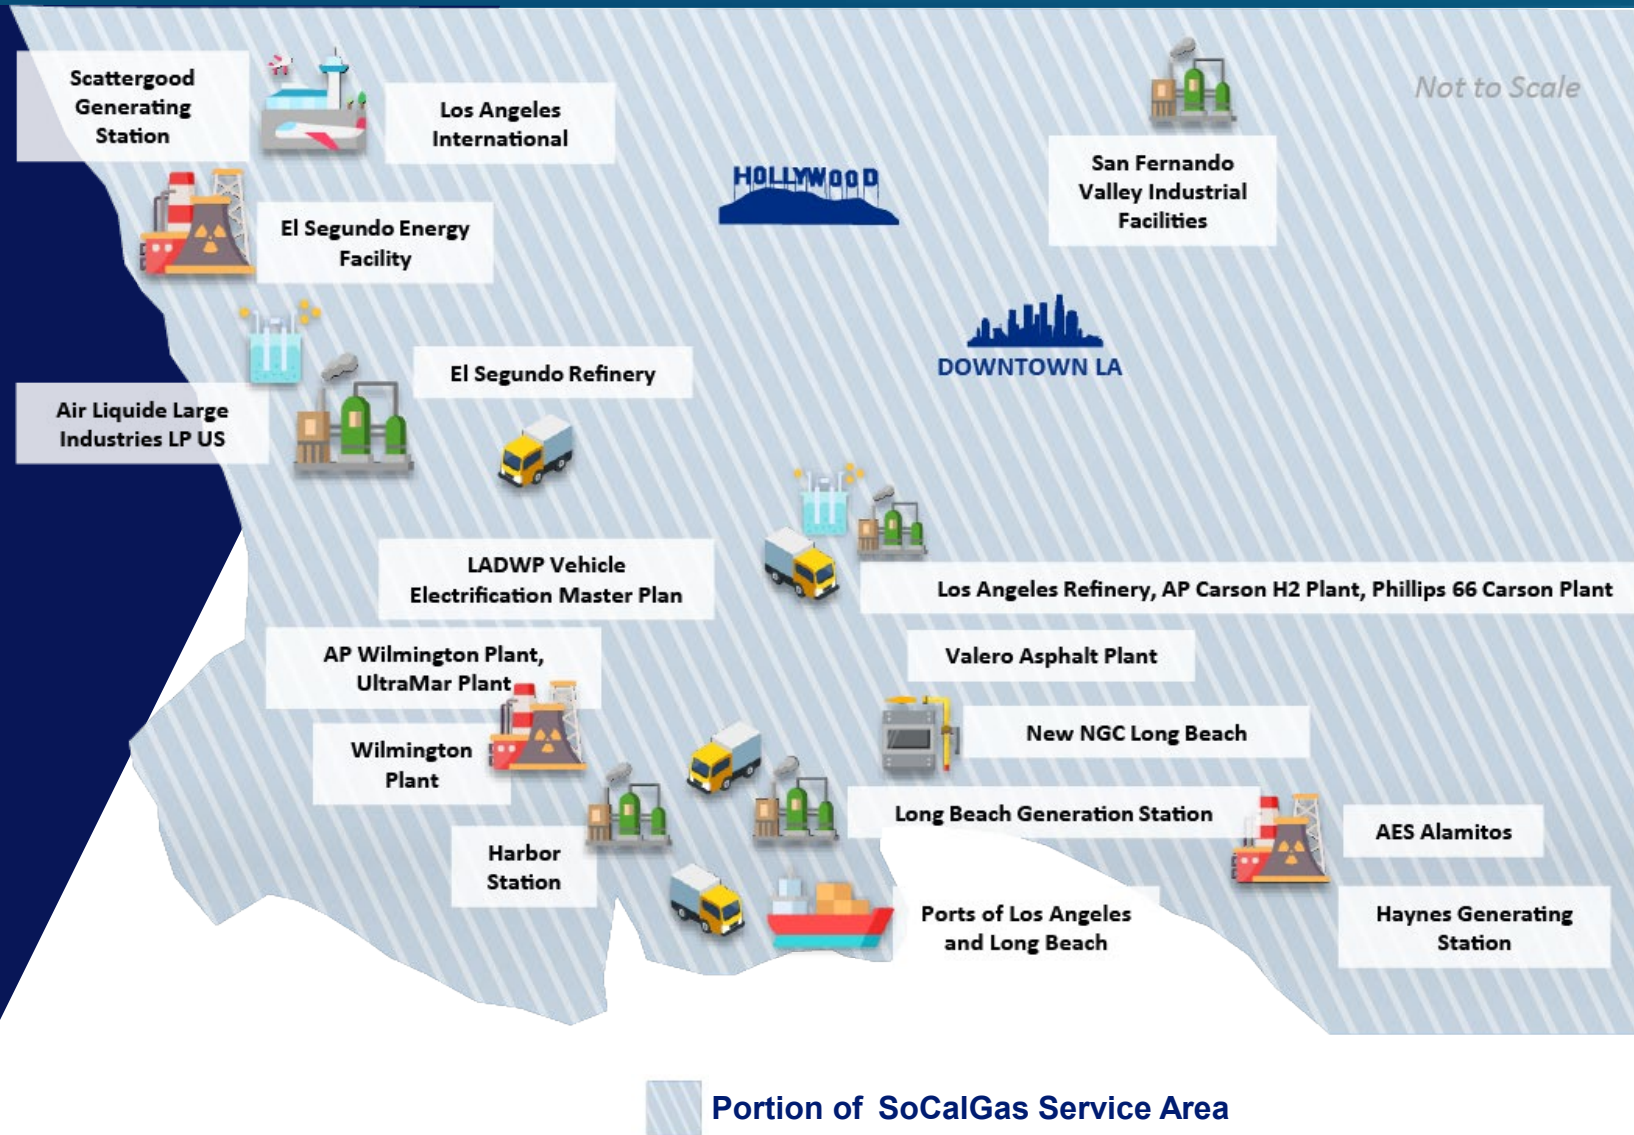 Scattergood
Generating
Station
Los Angeles
International
Not to Scale
San Fernando
Valley Industrial
Facilities
HOLLYWOOD
El Segundo Energy
Facility
DOWNTOWN LA
El Segundo Refinery
Air Liquide Large
Industries LP US
LADWP Vehicle
Electrification Master Plan
Los Angeles Refinery, AP Carson H2 Plant, Phillips 66 Carson Plant
AP Wilmington Plant,
UltraMar Plant
Valero Asphalt Plant
New NGC Long Beach
Wilmington
Plant
Long Beach Generation Station
AES Alamitos
Harbor
Station
Ports of Los Angeles
and Long Beach
Haynes Generating
Station
Portion of SoCalGas Service Area